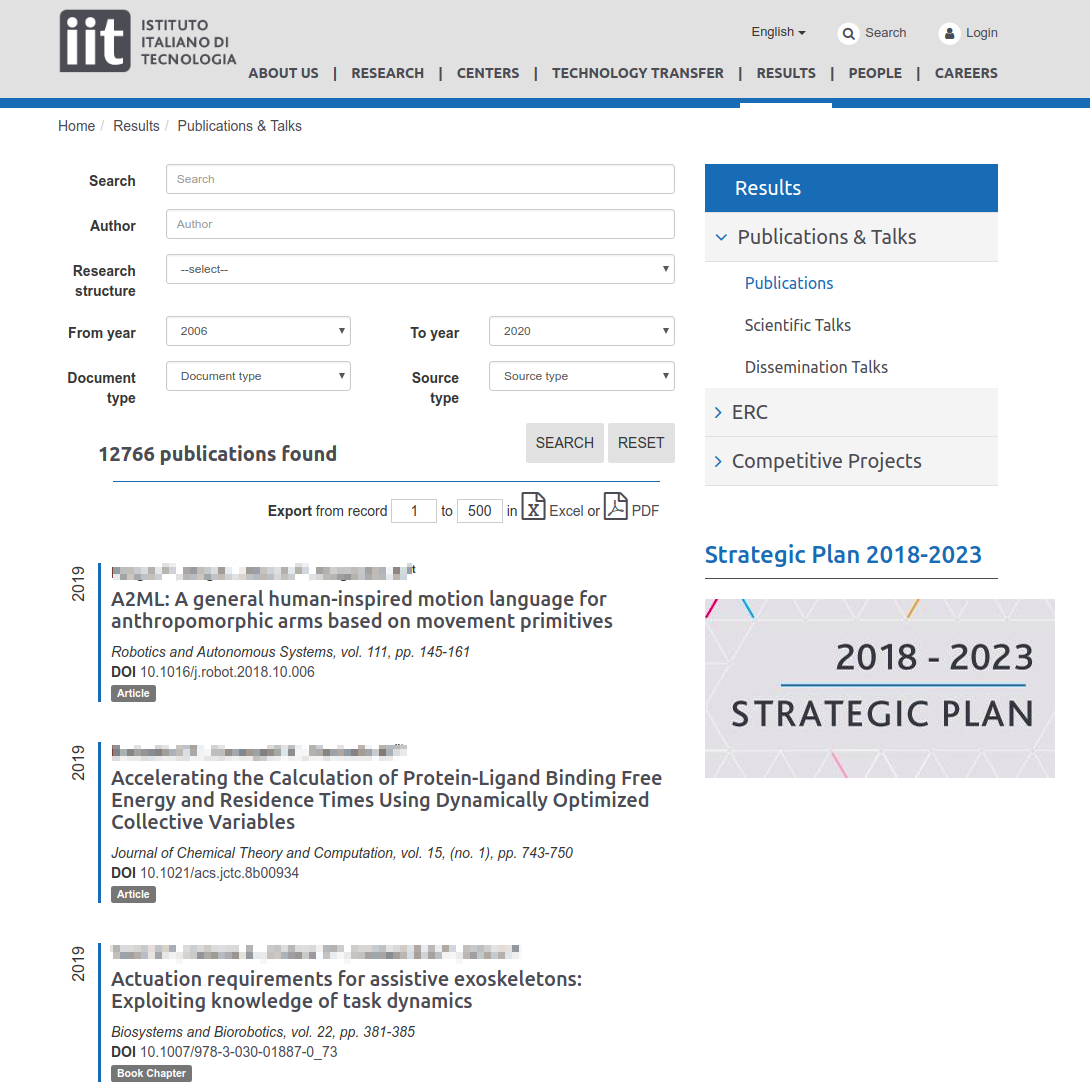 iit ISTITUTO
ITALIANO DI
TECNOLOGIA
English
Search
Login
ABOUT US | RESEARCH | CENTERS | TECHNOLOGY TRANSFER | RESULTS | PEOPLE | CAREERS
Home / Results / Publications & Talks
Search
Search
Author
Author
Research
structure
--select--
From year
2006
To year
2020
Document
type
Document type
Source
type
Source type
12766 publications found
SEARCH
RESET
Export from record 1 to 500 in X Excel or PDF
2019
A2ML: A general human-inspired motion language for
anthropomorphic arms based on movement primitives
Robotics and Autonomous Systems, vol. 111, pp. 145-161
DOI 10.1016/j.robot.2018.10.006
Article
2019
Accelerating the Calculation of Protein-Ligand Binding Free
Energy and Residence Times Using Dynamically Optimized
Collective Variables
Journal of Chemical Theory and Computation, vol. 15, (no. 1), pp. 743-750
DOI 10.1021/acs.jctc.8b00934
Article
2019
Actuation requirements for assistive exoskeletons:
Exploiting knowledge of task dynamics
Biosystems and Biorobotics, vol. 22, pp. 381-385
DOI 10.1007/978-3-030-01887-0_73
Book Chapter
Results
Publications & Talks
Publications
Scientific Talks
Dissemination Talks
ERC
Competitive Projects
Strategic Plan 2018-2023
2018 - 2023
STRATEGIC PLAN